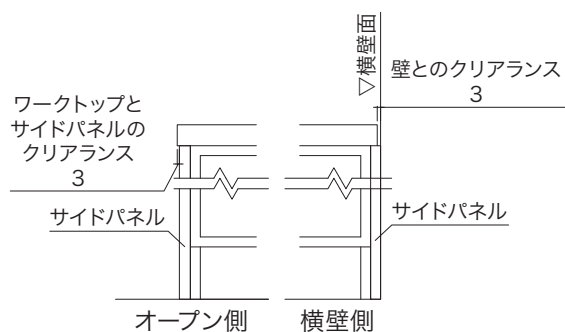 ▽横壁面
壁とのクリアランス
3
ワークトップと
サイドパネルの
クリアランス
3
サイドパネル
サイドパネル
オープン側
横壁側